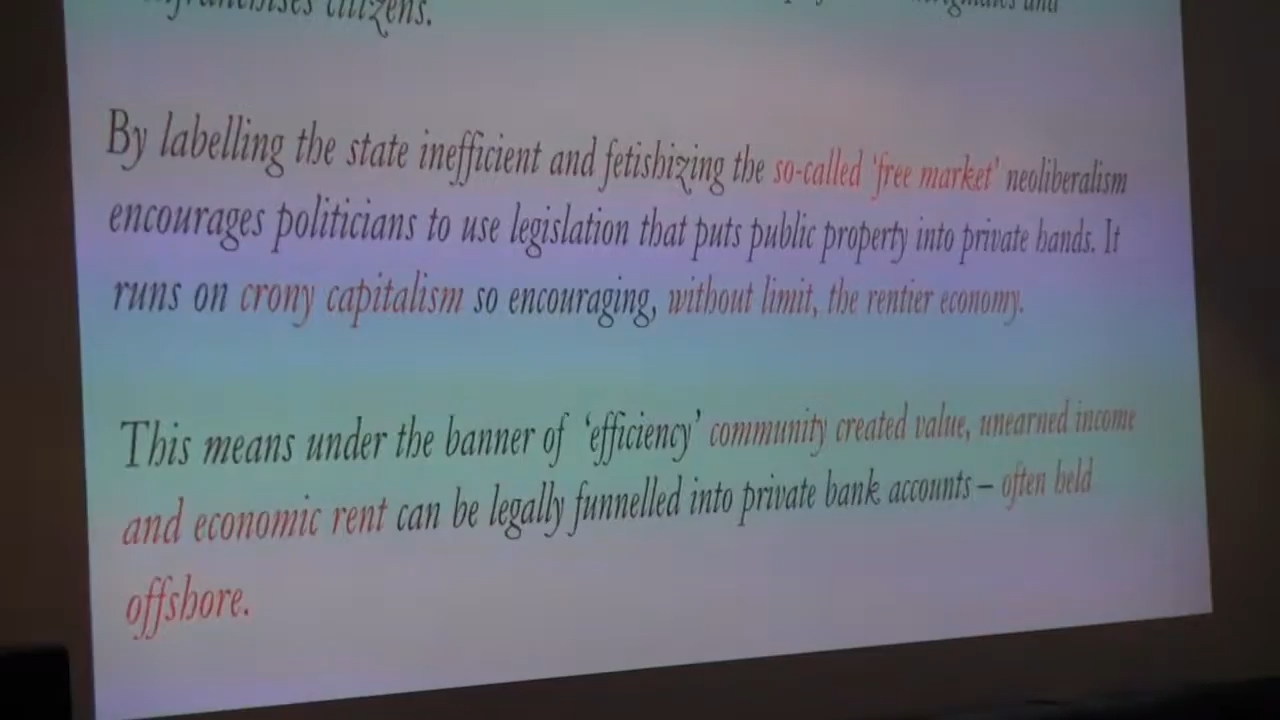 citizens.
By labelling the state inefficient and fetishizing the so-called 'free market' neoliberalism
encourages politicians to use legislation that puts public property into private hands. It
runs on crony capitalism so encouraging, without limit, the rentier economy.
This means under the banner of 'efficiency' community created value, unearned income
and economic rent can be legally funnelled into private bank accounts – often held
offshore.